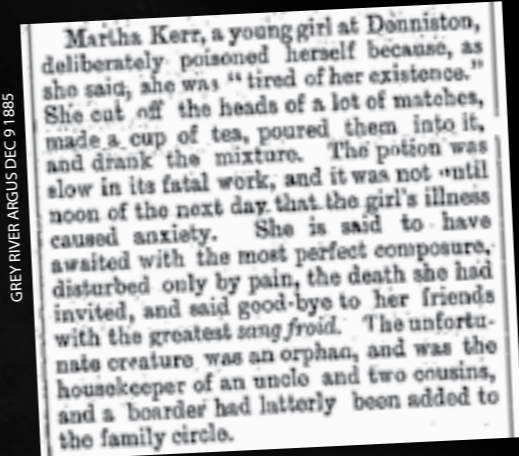 GREY RIVER ARGUS DEC 9 1885
Martha Kerr, a young girl at Denniston,
deliberately poisoned herself because, as
she said, she was "tired of her existence."
She cut off the heads of a lot of matches,
made a cup of tea, poured them into it,
and drank the mixture. The potion was
slow in its fatal work, and it was not until
noon of the next day that the girl's illness
caused anxiety. She is said to have
awaited with the most perfect composure,
disturbed only by pain, the death she had
invited, and said good-bye to her friends
with the greatest sang froid. The unfortu-
nate creature was an orphan, and was the
housekeeper of an uncle and two cousins,
and a boarder had latterly been added to
the family circle.